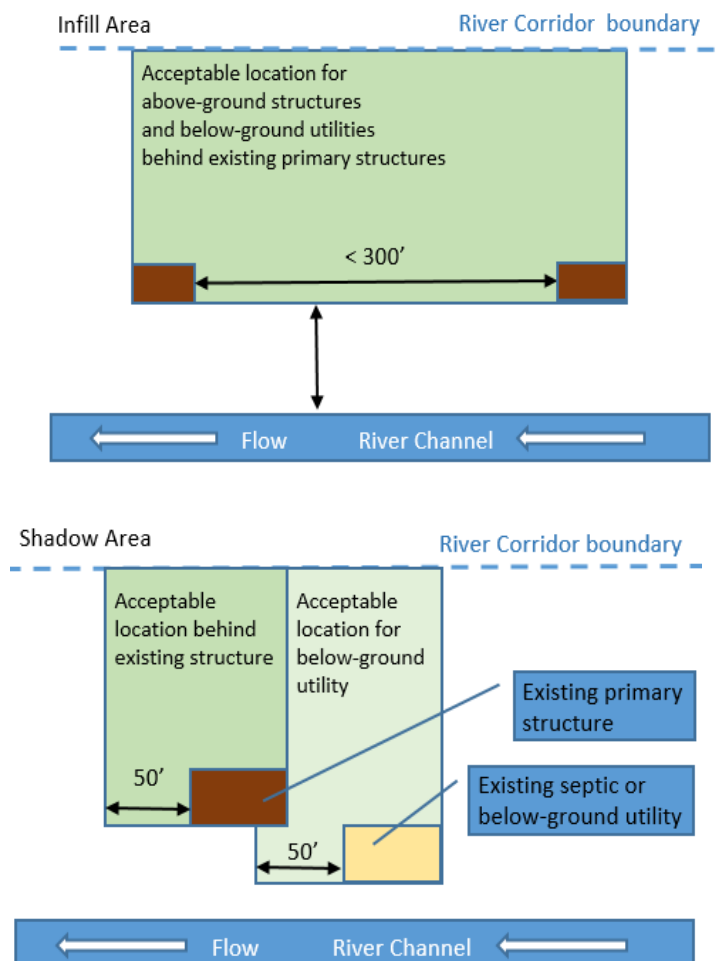 Infill Area
River Corridor boundary
Acceptable location for
above-ground structures
and below-ground utilities
behind existing primary structures
< 300’
Flow
River Channel
Shadow Area
River Corridor boundary
Acceptable
location behind
existing structure
Acceptable
location for
below-ground
utility
Existing primary
structure
50’
Existing septic or
below-ground utility
50’
Flow
River Channel